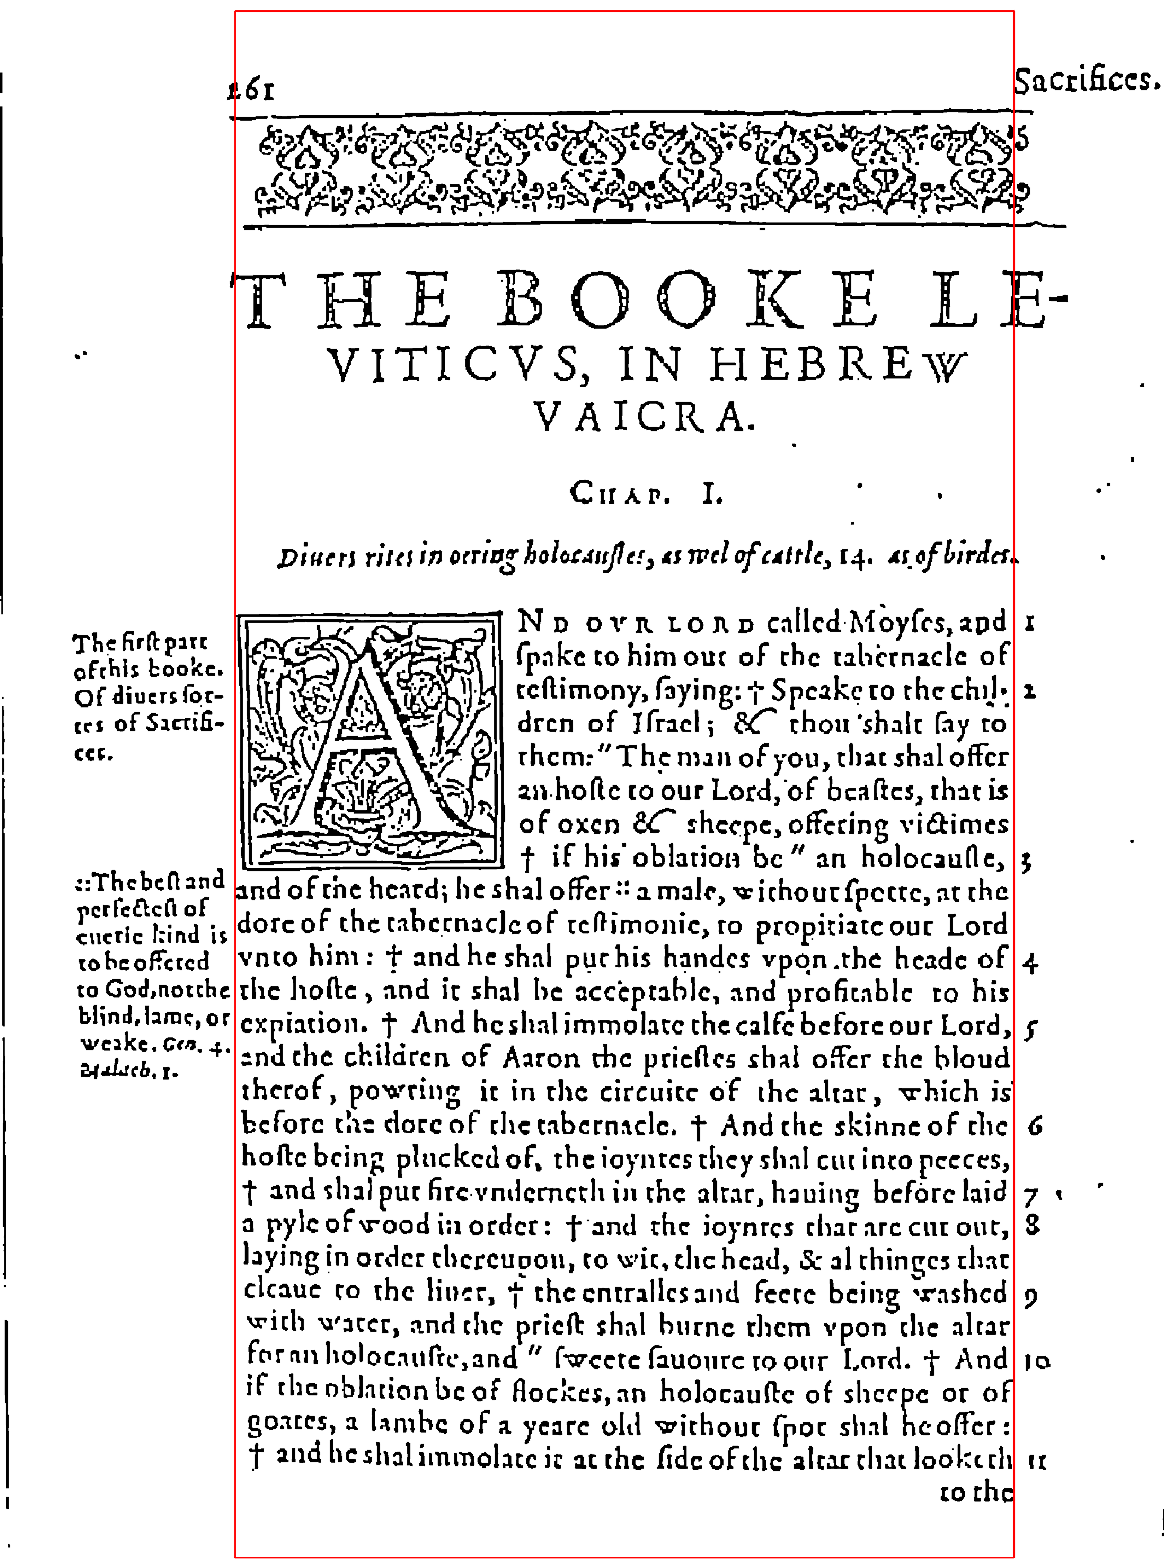 261
Sacrifices.
THE BOOKE LE-
VITICVS, IN HEBREW
VAICRA.
CHAP. I.
Diuers rites in offring holocaustes, as wel of cattle, 14. as of birdes.
The first part
of this booke.
Of diuers sor-
tes of Sacrifi-
ces.
AND OVR LORD called Moyſes, and 1
ſpake to him out of the tabernacle of
teſtimony, ſaying: † Speake to the chil- 2
dren of Iſrael; & thou shalt ſay to
them: " The man of you, that shal offer
an hoſte to our Lord, of beaſtes, that is
of oxen & sheepe, offering victimes
† if his oblation be " an holocauſte, 3
::The beſt and
perfecteſt of
euerie kind is
to be offered
to God, not the
blind, lame, or
weake. Gen. 4.
Malach. 1.
and of the heard; he shal offer :: a male, without ſpotte, at the
dore of the tabernacle of teſtimonie, to propitiate our Lord
vnto him: † and he shal put his handes vpon the heade of 4
the hoſte, and it shal be acceptable, and profitable to his
expiation. † And he shal immolate the calfe before our Lord, 5
and the children of Aaron the prieſtes shal offer the bloud
therof, powring it in the circuite of the altar, which is
before the dore of the tabernacle. † And the skinne of the 6
hoſte being plucked of, the ioyntes they shal cut into peeces,
† and shal put fire vnderneth in the altar, hauing before laid 7
a pyle of wood in order: † and the ioyntes that are cut out, 8
laying in order thereupon, to wit, the head, & al thinges that
cleaue to the liuer, † the entralles and feete being washed 9
with water, and the prieſt shal burne them vpon the altar
for an holocauſte, and " ſweete ſauoure to our Lord. † And 10
if the oblation be of flockes, an holocauſte of sheepe or of
goates, a lambe of a yeare old without ſpot shal he offer:
† and he shal immolate it at the ſide of the altar that looketh 11
to the